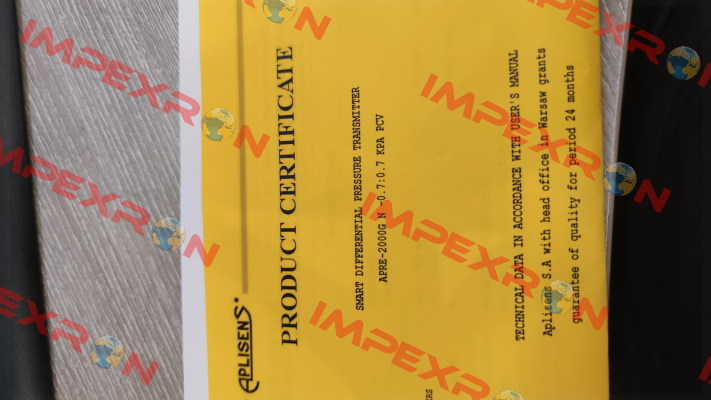 APLISENS®
PRODUCT CERTIFICATE
SMART DIFFERENTIAL PRESSURE TRANSMITTER
APRE-2000G N -0.7:0.7 KPA PCV
TECHNICAL DATA IN ACCORDANCE WITH USER'S MANUAL
Aplisens S.A with head office in Warsaw grants
guarantee of quality for period 24 months
IMPEXRON
IMPEXRON
IMPEXRON
IMPEXRON
IMPEXRON
IMPEXRON